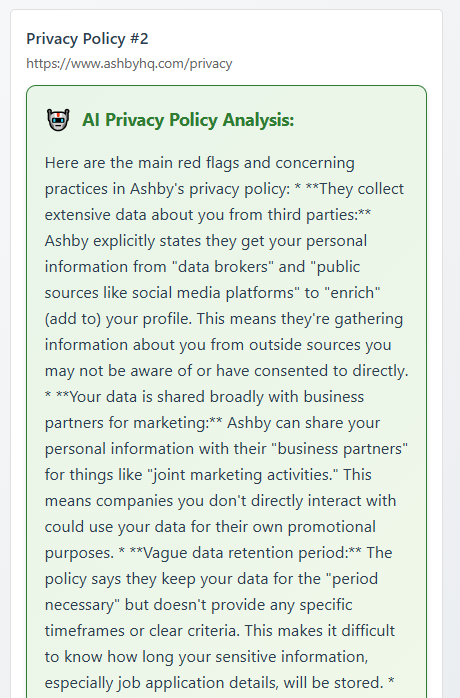 Privacy Policy #2
https://www.ashbyhq.com/privacy
AI Privacy Policy Analysis:
Here are the main red flags and concerning
practices in Ashby's privacy policy: * **They collect
extensive data about you from third parties:**
Ashby explicitly states they get your personal
information from "data brokers" and "public
sources like social media platforms" to "enrich"
(add to) your profile. This means they're gathering
information about you from outside sources you
may not be aware of or have consented to directly.
* **Your data is shared broadly with business
partners for marketing:** Ashby can share your
personal information with their "business partners"
for things like "joint marketing activities." This
means companies you don't directly interact with
could use your data for their own promotional
purposes. * **Vague data retention period:** The
policy says they keep your data for the "period
necessary" but doesn't provide any specific
timeframes or clear criteria. This makes it difficult
to know how long your sensitive information,
especially job application details, will be stored. *